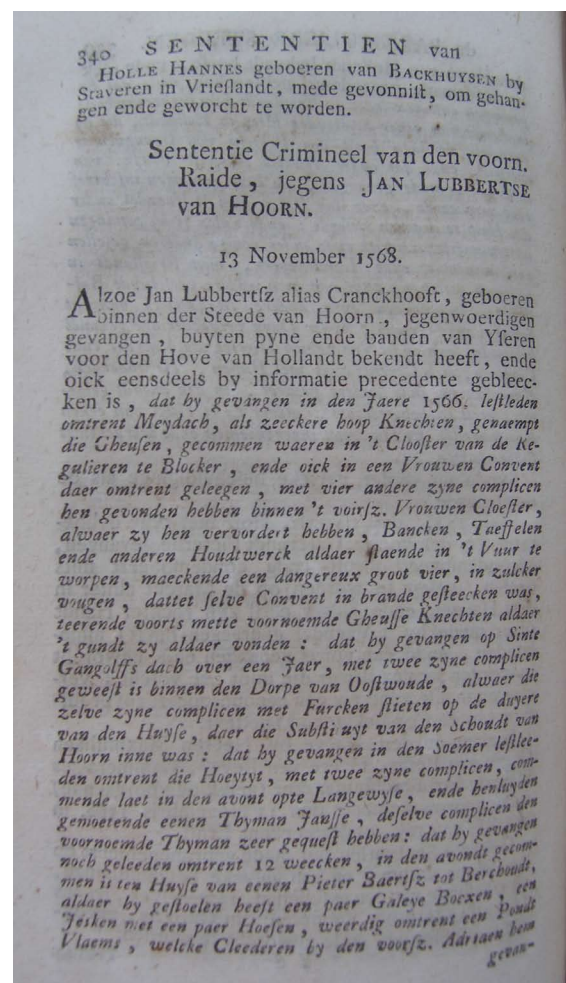 340 SENTENTIEN van
HOLLE HANNES geboeren van BACKHUYSEN by
Staveren in Vrieſlandt, mede gevonniſt, om gehan-
gen ende geworcht te worden.
Sententie Crimineel van den voorn.
Raide, jegens JAN LUBBERTSE
van HOORN.
13 November 1568.
Alzoe Jan Lubbertſz alias Cranckhooft, geboeren
binnen der Steede van Hoorn, jegenwoerdigen
gevangen, buyten pyne ende banden van Yſeren
voor den Hove van Hollandt bekendt heeft, ende
oick eensdeels by informatie precedente gebleec-
ken is, dat hy gevangen in den Jaere 1566. leſtleden
omtrent Meydach, als zeeckere hoop Knechien, genaempt
die Gheuſen, gecommen waeren in 't Clooſter van de Re-
gulieren te Blocker, ende oick in een Vrouwen Convent
daer omtrent geleegen, met vier andere zyne complicen
hen gevonden hebben binnen 't voirſz. Vrouwen Cloeſter,
alwaer zy hen vervordert hebben, Bancken, Taeffelen
ende anderen Houdtwerck aldaer ſtaende in 't Vuur te
worpen, maeckende een dangereux groot vier, in zulcker
vougen, dattet ſelve Convent in brande geſteecken was,
teerende voorts mette voornoemde Gheuſſe Knechten aldaer
't gundt zy aldaer vonden: dat hy gevangen op Sinte
Gangolffs dach over een Jaer, met twee zyne complicen
geweeſt is binnen den Dorpe van Ooſtwoude, alwaer die
zelve zyne complicen met Furcken ſtieten op de duyere
van den Huyſe, daer die Subſti uyt van den Schoudt van
Hoorn inne was: dat hy gevangen in den Soemer leſtlee-
den omtrent die Hoeytyt, met twee zyne complicen, com-
mende laet in den avont opte Langewyſe, ende henluyden
gemoetende eenen Thyman Janſſe, deſelve complicen den
voornoemde Thyman zeer gequeſt hebben: dat hy gevangen
noch geleeden omtrent 12 weecken, in den avondt gecom-
men is ten Huyſe van eenen Pieter Baertſz tot Berchoudt,
aldaer hy geſtoelen heeft een paer Galeye Boexen, een
Jesken met een paer Hoeſen, weerdig omtrent een Pondt
Vlaems, welcke Cleederen by den voorſz. Adriaen hem
gevan-